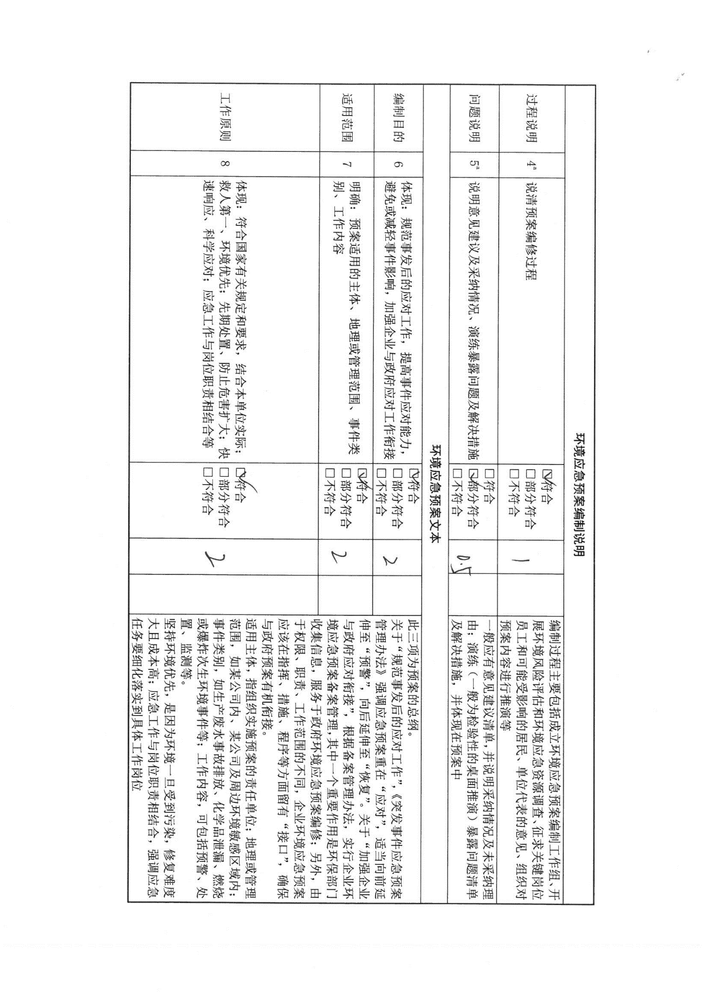 环境应急预案编制说明
过程说明
4a
说清预案编修过程
☑符合
□部分符合
□不符合
1
编制过程主要包括成立环境应急预案编制工作组、开
展环境风险评估和环境应急资源调查、征求关键岗位
员工和可能受影响的居民、单位代表的意见、组织对
预案内容进行推演等
问题说明
5a
说明意见建议及采纳情况、演练暴露问题及解决措施
□符合
☑部分符合
□不符合
0.5
一般应有意见建议清单,并说明采纳情况及未采纳理
由；演练（一般为检验性的桌面推演）暴露问题清单
及解决措施，并体现在预案中
环境应急预案文本
编制目的
6
体现：规范事发后的应对工作，提高事件应对能力，
避免或减轻事件影响，加强企业与政府应对工作衔接
☑符合
□部分符合
□不符合
2
适用范围
7
明确：预案适用的主体、地理或管理范围、事件类
别、工作内容
☑符合
□部分符合
□不符合
2
工作原则
8
体现：符合国家有关规定和要求，结合本单位实际；
救人第一、环境优先；先期处置、防止危害扩大；快
速响应、科学应对；应急工作与岗位职责相结合等
☑符合
□部分符合
□不符合
2
此三项为预案的总纲。
关于“规范事发后的应对工作”，《突发事件应急预案
管理办法》强调应急预案重在“应对”，适当向前延
伸至“预警”，向后延伸至“恢复”。关于“加强企业
与政府应对衔接”，根据备案管理办法，实行企业环
境应急预案备案管理,其中一个重要作用是环保部门
收集信息，服务于政府环境应急预案编修；另外，由
于权限、职责、工作范围的不同，企业环境应急预案
应该在指挥、措施、程序等方面留有“接口”，确保
与政府预案有机衔接。
适用主体，指组织实施预案的责任单位；地理或管理
范围，如某公司内、某公司及周边环境敏感区域内；
事件类别，如生产废水事故排放、化学品泄漏、燃烧
或爆炸次生环境事件等；工作内容，可包括预警、处
置、监测等。
坚持环境优先，是因为环境一旦受到污染，修复难度
大且成本高；应急工作与岗位职责相结合，强调应急
任务要细化落实到具体工作岗位